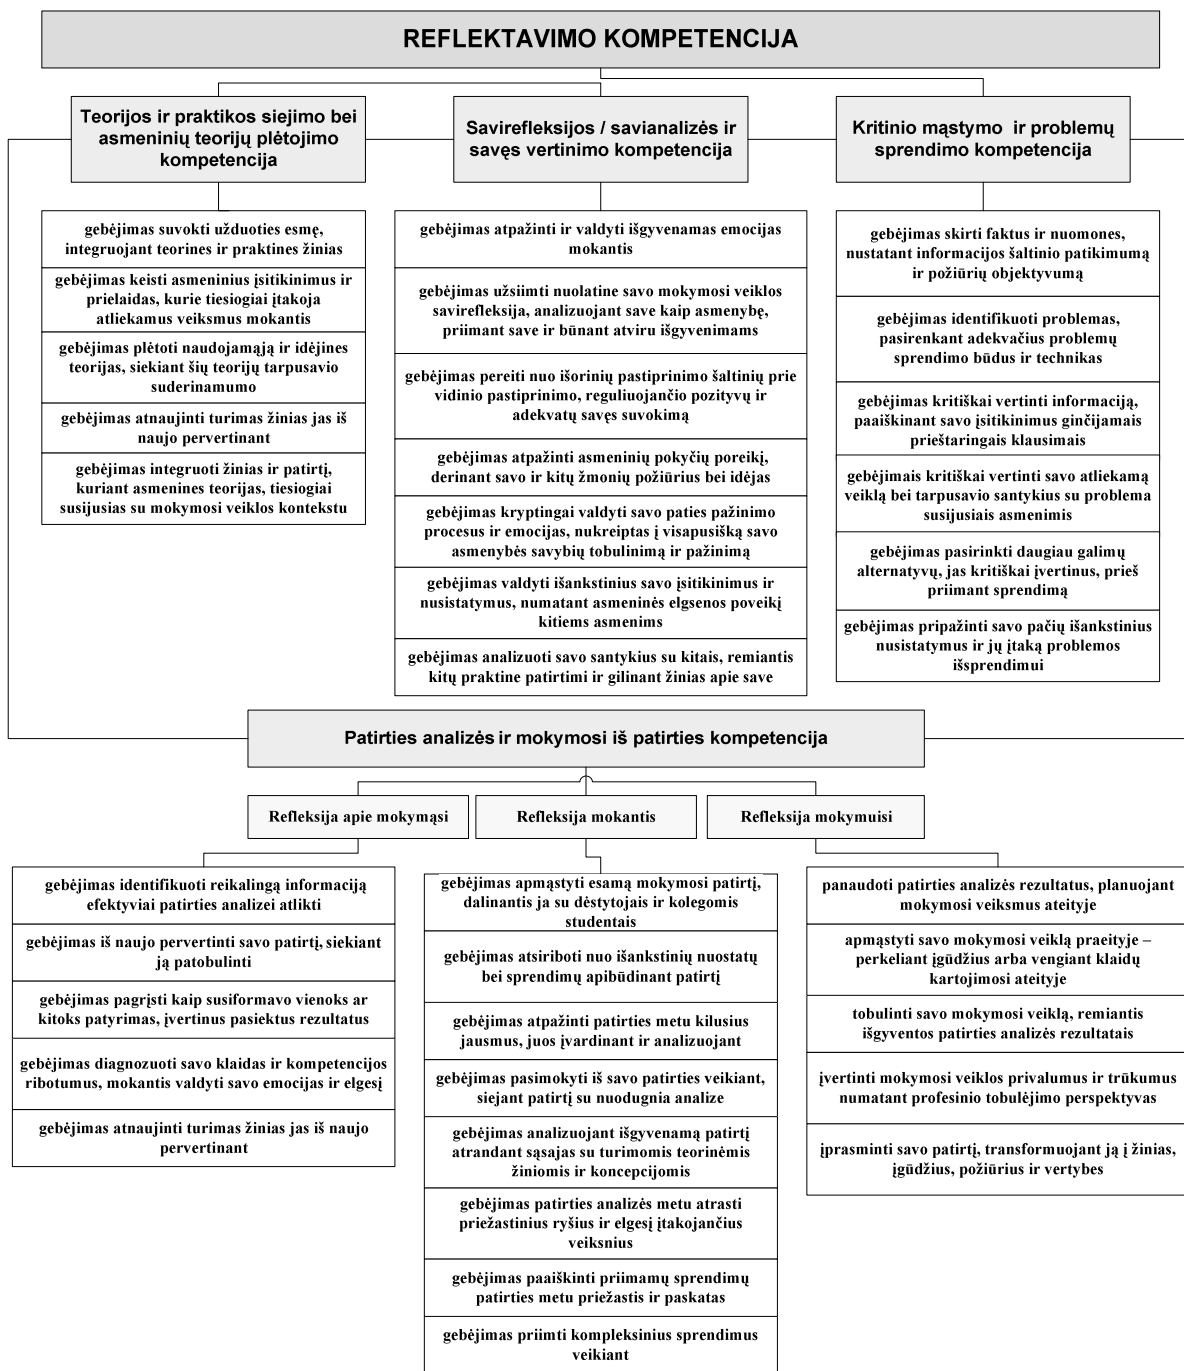 REFLEKTAVIMO KOMPETENCIJA
Teorijos ir praktikos siejimo bei
asmeninių teorijų plėtojimo
kompetencija
gebėjimas suvokti užduoties esmę,
integruojant teorines ir praktines žinias
gebėjimas keisti asmeninius įsitikinimus ir
prielaidas, kurie tiesiogiai įtakoja
atliekamus veiksmus mokantis
gebėjimas plėtoti naudojamąją ir idėjines
teorijas, siekiant šių teorijų tarpusavio
suderinamumo
gebėjimas atnaujinti turimas žinias jas iš
naujo pervertinant
gebėjimas integruoti žinias ir patirtį,
kuriant asmenines teorijas, tiesiogiai
susijusias su mokymosi veiklos kontekstu
Savirefleksijos / savianalizės ir
savęs vertinimo kompetencija
gebėjimas atpažinti ir valdyti išgyvenamas emocijas
mokantis
gebėjimas užsiimti nuolatine savo mokymosi veiklos
savirefleksija, analizuojant save kaip asmenybę,
priimant save ir būnant atviru išgyvenimams
gebėjimas pereiti nuo išorinių pastiprinimo šaltinių prie
vidinio pastiprinimo, reguliuojančio pozityvų ir
adekvatų savęs suvokimą
gebėjimas atpažinti asmeninių pokyčių poreikį,
derinant savo ir kitų žmonių požiūrius bei idėjas
gebėjimas kryptingai valdyti savo paties pažinimo
procesus ir emocijas, nukreiptas į visapusišką savo
asmenybės savybių tobulinimą ir pažinimą
gebėjimas valdyti išankstinius savo įsitikinimus ir
nusistatymus, numatant asmeninės elgsenos poveikį
kitiems asmenims
gebėjimas analizuoti savo santykius su kitais, remiantis
kitų praktine patirtimi ir gilinant žinias apie save
Kritinio mąstymo ir problemų
sprendimo kompetencija
gebėjimas skirti faktus ir nuomones,
nustatant informacijos šaltinio patikimumą
ir požiūrių objektyvumą
gebėjimas identifikuoti problemas,
pasirenkant adekvačius problemų
sprendimo būdus ir technikas
gebėjimas kritiškai vertinti informaciją,
paaiškinant savo įsitikinimus ginčijamais
prieštaringais klausimais
gebėjimais kritiškai vertinti savo atliekamą
veiklą bei tarpusavio santykius su problema
susijusiais asmenimis
gebėjimas pasirinkti daugiau galimų
alternatyvų, jas kritiškai įvertinus, prieš
priimant sprendimą
gebėjimas pripažinti savo pačių išankstinius
nusistatymus ir jų įtaką problemos
išsprendimui
Patirties analizės ir mokymosi iš patirties kompetencija
Refleksija apie mokymąsi
gebėjimas identifikuoti reikalingą informaciją
efektyviai patirties analizei atlikti
gebėjimas iš naujo pervertinti savo patirtį, siekiant
ją patobulinti
gebėjimas pagrįsti kaip susiformavo vienoks ar
kitoks patyrimas, įvertinus pasiektus rezultatus
gebėjimas diagnozuoti savo klaidas ir kompetencijos
ribotumus, mokantis valdyti savo emocijas ir elgesį
gebėjimas atnaujinti turimas žinias jas iš naujo
pervertinant
Refleksija mokantis
gebėjimas apmąstyti esamą mokymosi patirtį,
dalinantis ja su dėstytojais ir kolegomis
studentais
gebėjimas atsiriboti nuo išankstinių nuostatų
bei sprendimų apibūdinant patirtį
gebėjimas atpažinti patirties metu kilusius
jausmus, juos įvardinant ir analizuojant
gebėjimas pasimokyti iš savo patirties veikiant,
siejant patirtį su nuodugnia analize
gebėjimas analizuojant išgyvenamą patirtį
atrandant sąsajas su turimomis teorinėmis
žiniomis ir koncepcijomis
gebėjimas patirties analizės metu atrasti
priežastinius ryšius ir elgesį įtakojančius
veiksnius
gebėjimas paaiškinti priimamų sprendimų
patirties metu priežastis ir paskatas
gebėjimas priimti kompleksinius sprendimus
veikiant
Refleksija mokymuisi
panaudoti patirties analizės rezultatus, planuojant
mokymosi veiksmus ateityje
apmąstyti savo mokymosi veiklą praeityje –
perkeliant įgūdžius arba vengiant klaidų
kartojimosi ateityje
tobulinti savo mokymosi veiklą, remiantis
išgyventos patirties analizės rezultatais
įvertinti mokymosi veiklos privalumus ir trūkumus
numatant profesinio tobulėjimo perspektyvas
įprasminti savo patirtį, transformuojant ją į žinias,
įgūdžius, požiūrius ir vertybes